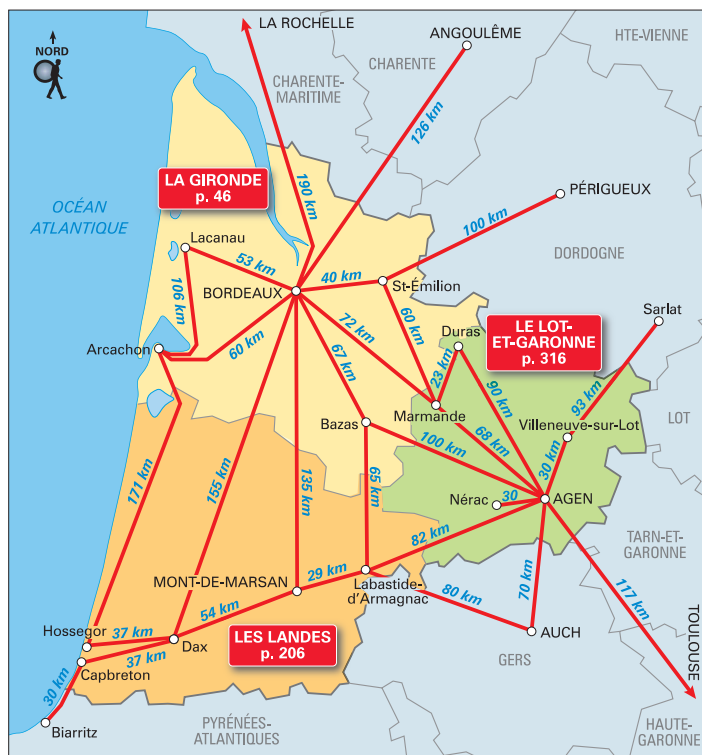 LA ROCHELLE
NORD
ANGOULÊME
HTE-VIENNE
CHARENTE
CHARENTE-
MARITIME
126 km
LA GIRONDE
p. 46
190 km
PÉRIGUEUX
OCÉAN
ATLANTIQUE
100 km
Lacanau
DORDOGNE
53 km
40 km
BORDEAUX
St-Émilion
106 km
Sarlat
60 km
72 km
Duras
LE LOT-
ET-GARONNE
p. 316
Arcachon
60 km
67 km
23 km
90 km
93 km
Marmande
LOT
Bazas
Villeneuve-sur-Lot
100 km
68 km
171 km
155 km
135 km
65 km
30 km
Nérac
30
AGEN
82 km
TARN-ET-
GARONNE
MONT-DE-MARSAN
29 km
Labastide-
d'Armagnac
80 km
70 km
117 km
54 km
Hossegor
37 km
Dax
LES LANDES
p. 206
AUCH
TOULOUSE
37 km
Capbreton
GERS
30 km
Biarritz
PYRÉNÉES-
ATLANTIQUES
HAUTE-
GARONNE